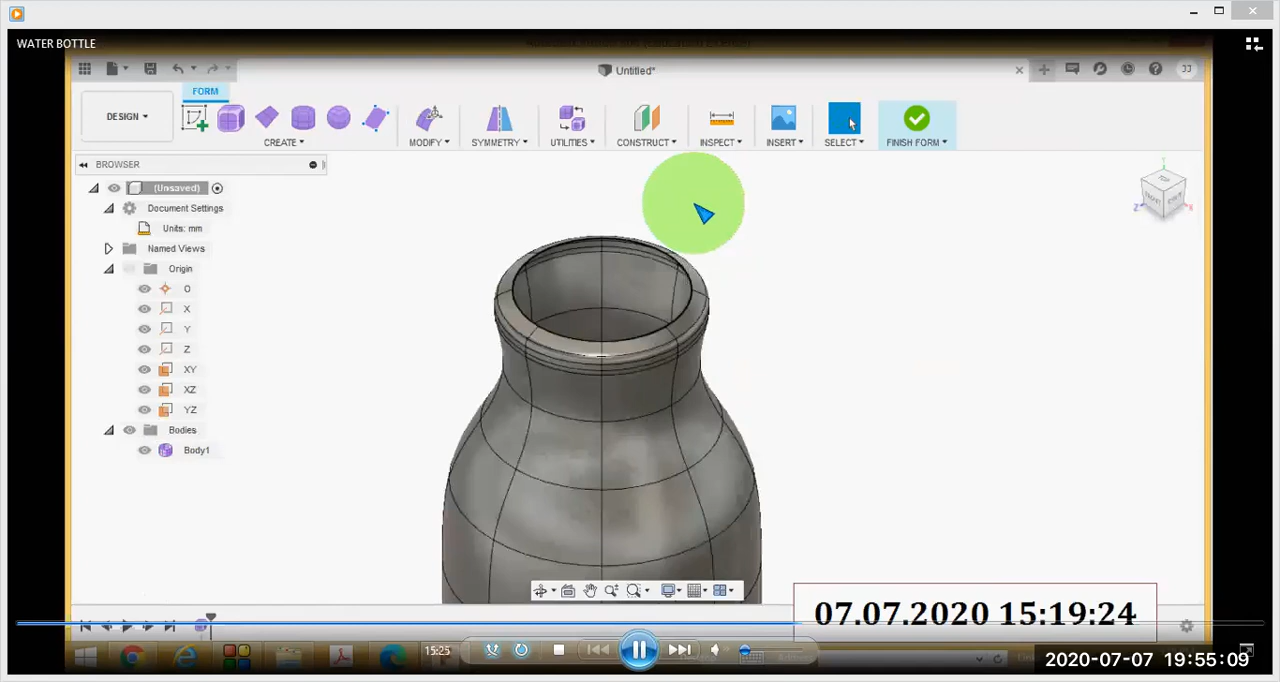 WATER BOTTLE
Untitled*
JJ
FORM
DESIGN
CREATE
MODIFY
SYMMETRY
UTILITIES
CONSTRUCT
INSPECT
INSERT
SELECT
FINISH FORM
BROWSER
(Unsaved)
Document Settings
Units: mm
Named Views
Origin
O
X
Y
Z
XY
XZ
YZ
Bodies
Body1
TOP
Y
Z
X
07.07.2020 15:19:24
15:25
2020-07-07 19:55:09